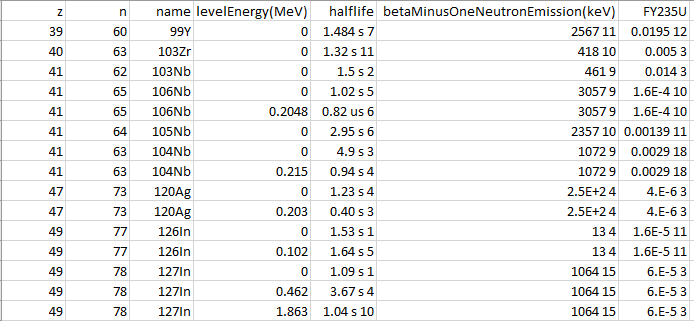 z n name levelEnergy(MeV) halflife betaMinusOneNeutronEmission(keV) FY235U
39 60 99Y 0 1.484 s 7 2567 11 0.0195 12
40 63 103Zr 0 1.32 s 11 418 10 0.005 3
41 62 103Nb 0 1.5 s 2 461 9 0.014 3
41 65 106Nb 0 1.02 s 5 3057 9 1.6E-4 10
41 65 106Nb 0.2048 0.82 us 6 3057 9 1.6E-4 10
41 64 105Nb 0 2.95 s 6 2357 10 0.00139 11
41 63 104Nb 0 4.9 s 3 1072 9 0.0029 18
41 63 104Nb 0.215 0.94 s 4 1072 9 0.0029 18
47 73 120Ag 0 1.23 s 4 2.5E+2 4 4.E-6 3
47 73 120Ag 0.203 0.40 s 3 2.5E+2 4 4.E-6 3
49 77 126In 0 1.53 s 1 13 4 1.6E-5 11
49 77 126In 0.102 1.64 s 5 13 4 1.6E-5 11
49 78 127In 0 1.09 s 1 1064 15 6.E-5 3
49 78 127In 0.462 3.67 s 4 1064 15 6.E-5 3
49 78 127In 1.863 1.04 s 10 1064 15 6.E-5 3